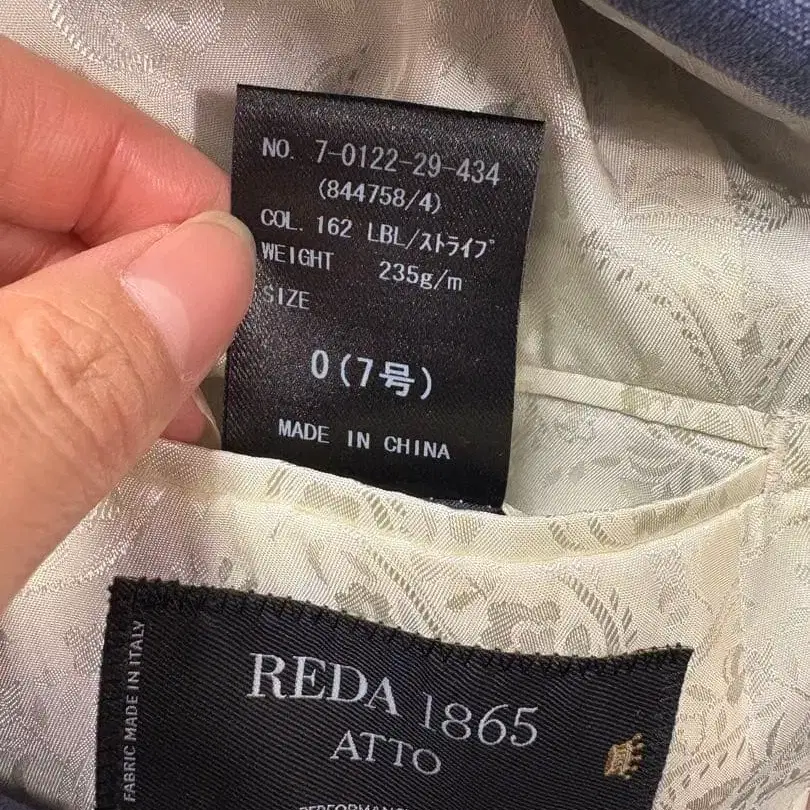 NO. 7-0122-29-434
(844758/4)
COL. 162 LBL/ストライプ
WEIGHT 235g/m
SIZE
0(7号)
MADE IN CHINA
FABRIC MADE IN ITALY
REDA 1865
ATTO